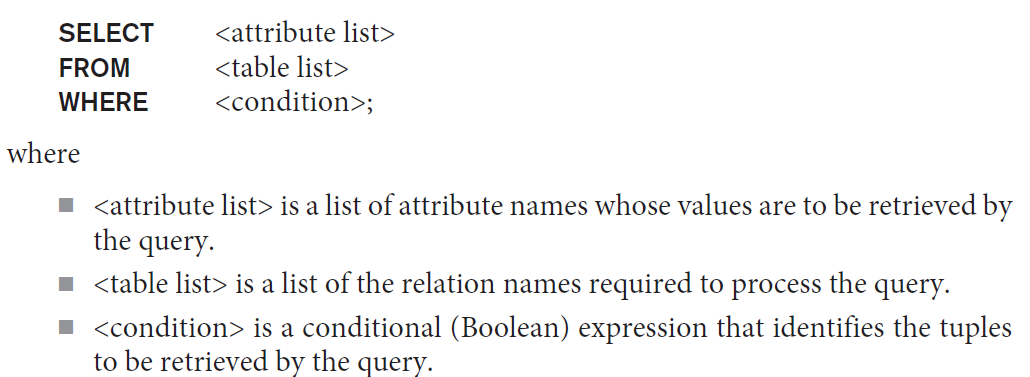 SELECT <attribute list>
FROM <table list>
WHERE <condition>;
where
■ <attribute list> is a list of attribute names whose values are to be retrieved by
the query.
■ <table list> is a list of the relation names required to process the query.
■ <condition> is a conditional (Boolean) expression that identifies the tuples
to be retrieved by the query.